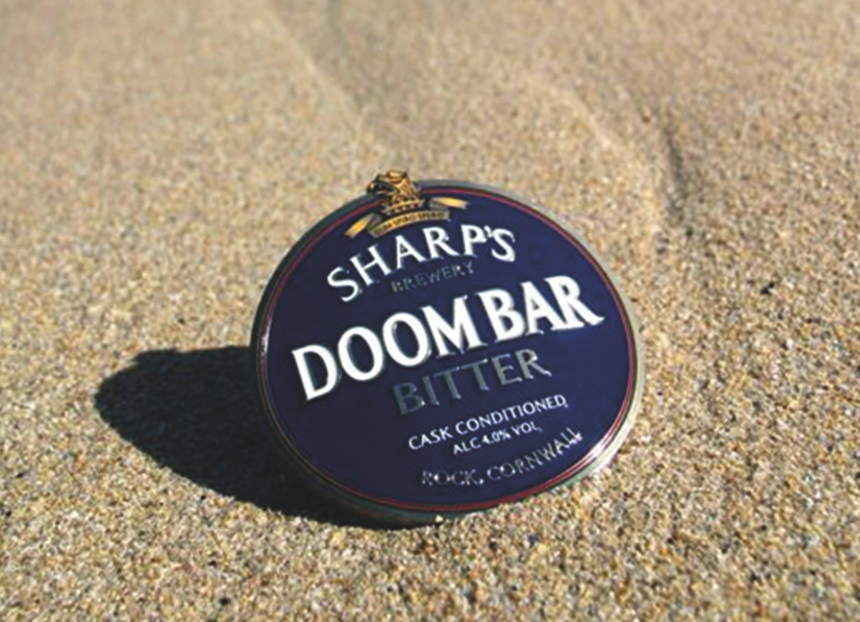 SHARP'S
BREWERY
DOOM BAR
BITTER
CASK CONDITIONED
ALC 4.0% VOL
ROCK, CORNWALL